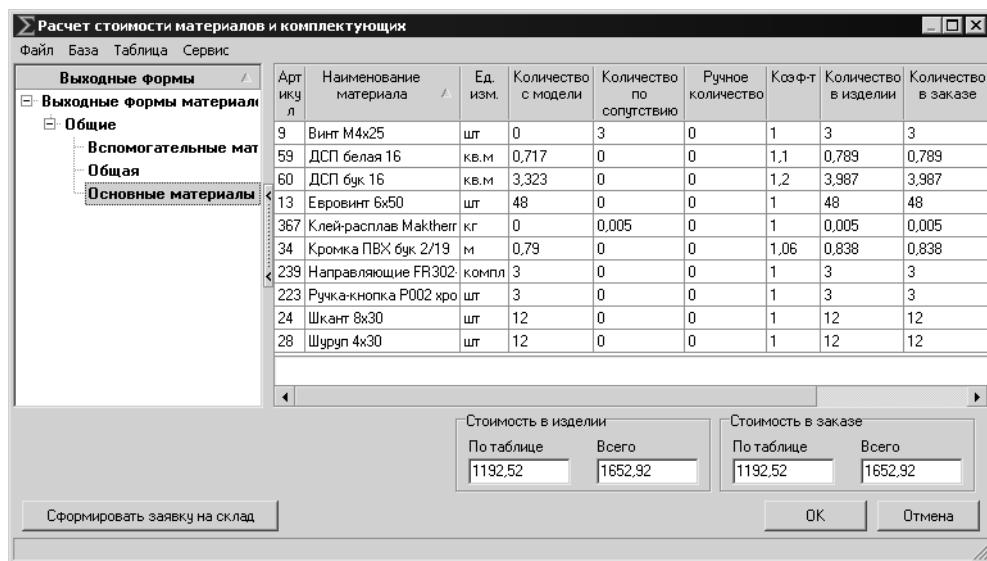 Расчет стоимости материалов и комплектующих
Файл База Таблица Сервис
Выходные формы
Выходные формы материал
Общие
Вспомогательные мат
Общая
Основные материалы
Артикул Наименование материала Ед. изм. Количество с модели Количество по сопутствию Ручное количество Коэф-т Количество в изделии Количество в заказе
9 Винт М4х25 шт 0 3 0 1 3 3
59 ДСП белая 16 кв.м 0,717 0 0 1,1 0,789 0,789
60 ДСП бук 16 кв.м 3,323 0 0 1,2 3,987 3,987
13 Евровинт 6х50 шт 48 0 0 1 48 48
367 Клей-расплав Maktherr кг 0 0,005 0 1 0,005 0,005
34 Кромка ПВХ бук 2/19 м 0,79 0 0 1,06 0,838 0,838
239 Направляющие FR302- компл 3 0 0 1 3 3
223 Ручка-кнопка Р002 хро шт 3 0 0 1 3 3
24 Шкант 8х30 шт 12 0 0 1 12 12
28 Шуруп 4х30 шт 12 0 0 1 12 12
Стоимость в изделии Стоимость в заказе
По таблице Всего По таблице Всего
1192,52 1652,92 1192,52 1652,92
Сформировать заявку на склад OK Отмена